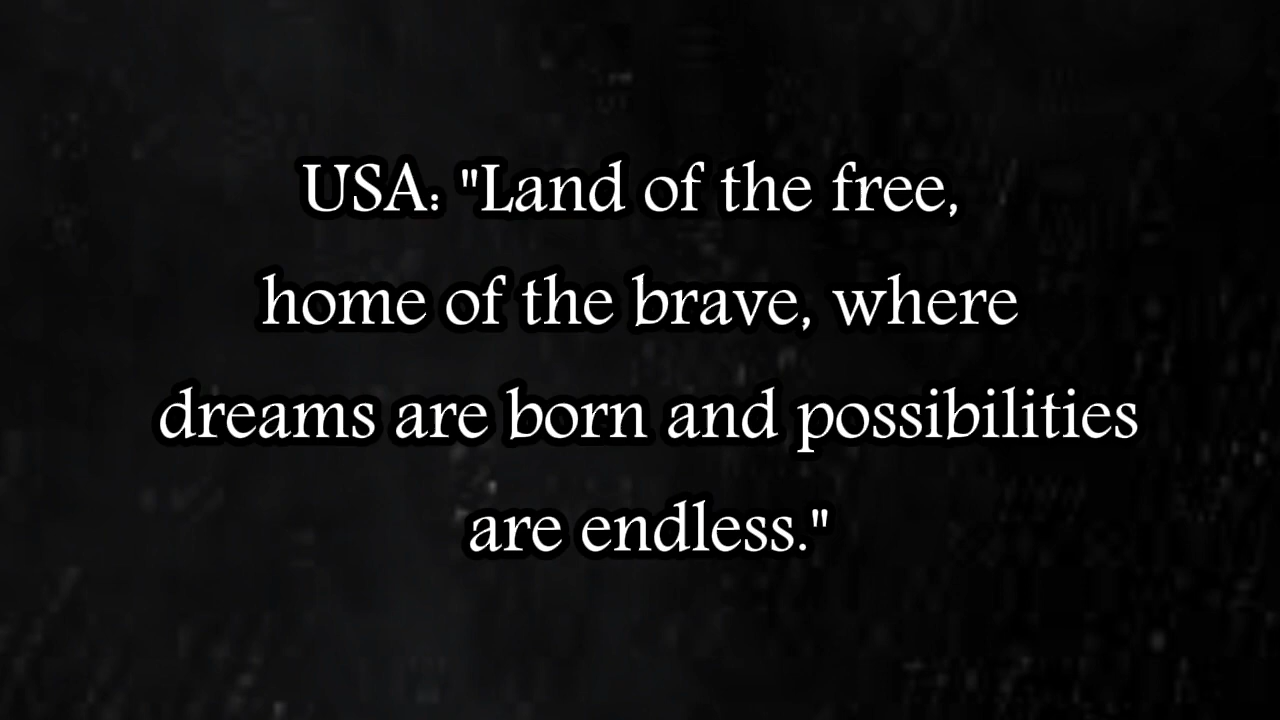 USA: "Land of the free,
home of the brave, where
dreams are born and possibilities
are endless."